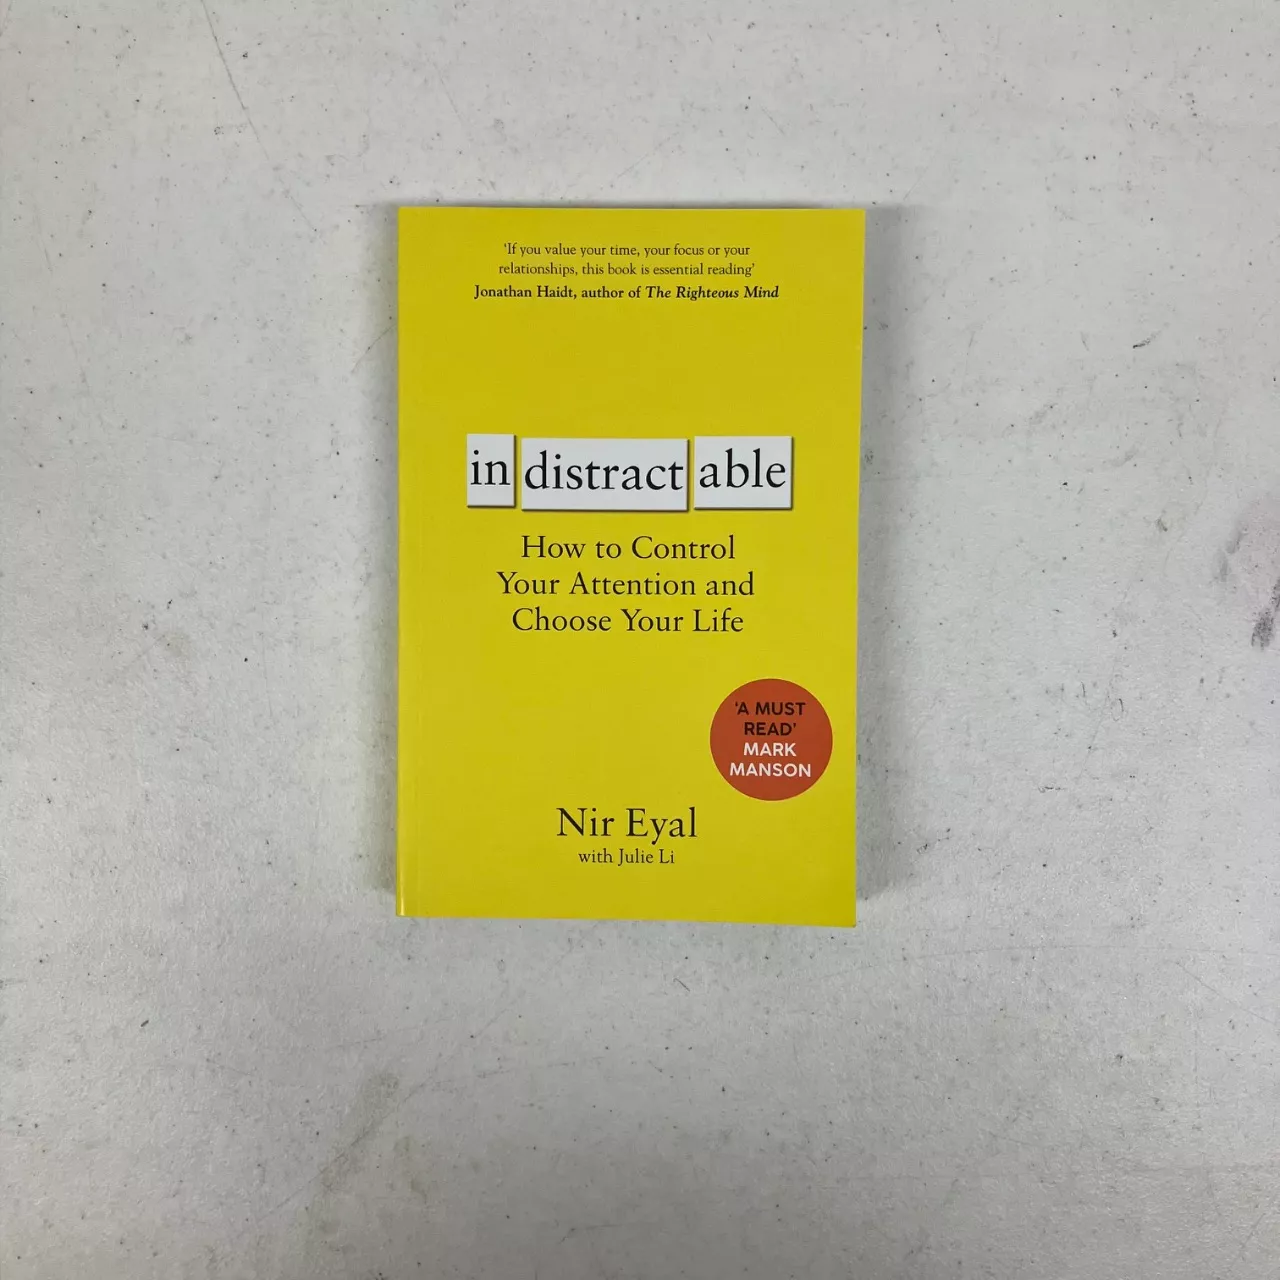 'If you value your time, your focus or your
relationships, this book is essential reading'
Jonathan Haidt, author of The Righteous Mind
in distract able
How to Control
Your Attention and
Choose Your Life
'A MUST
READ'
MARK
MANSON
Nir Eyal
with Julie Li